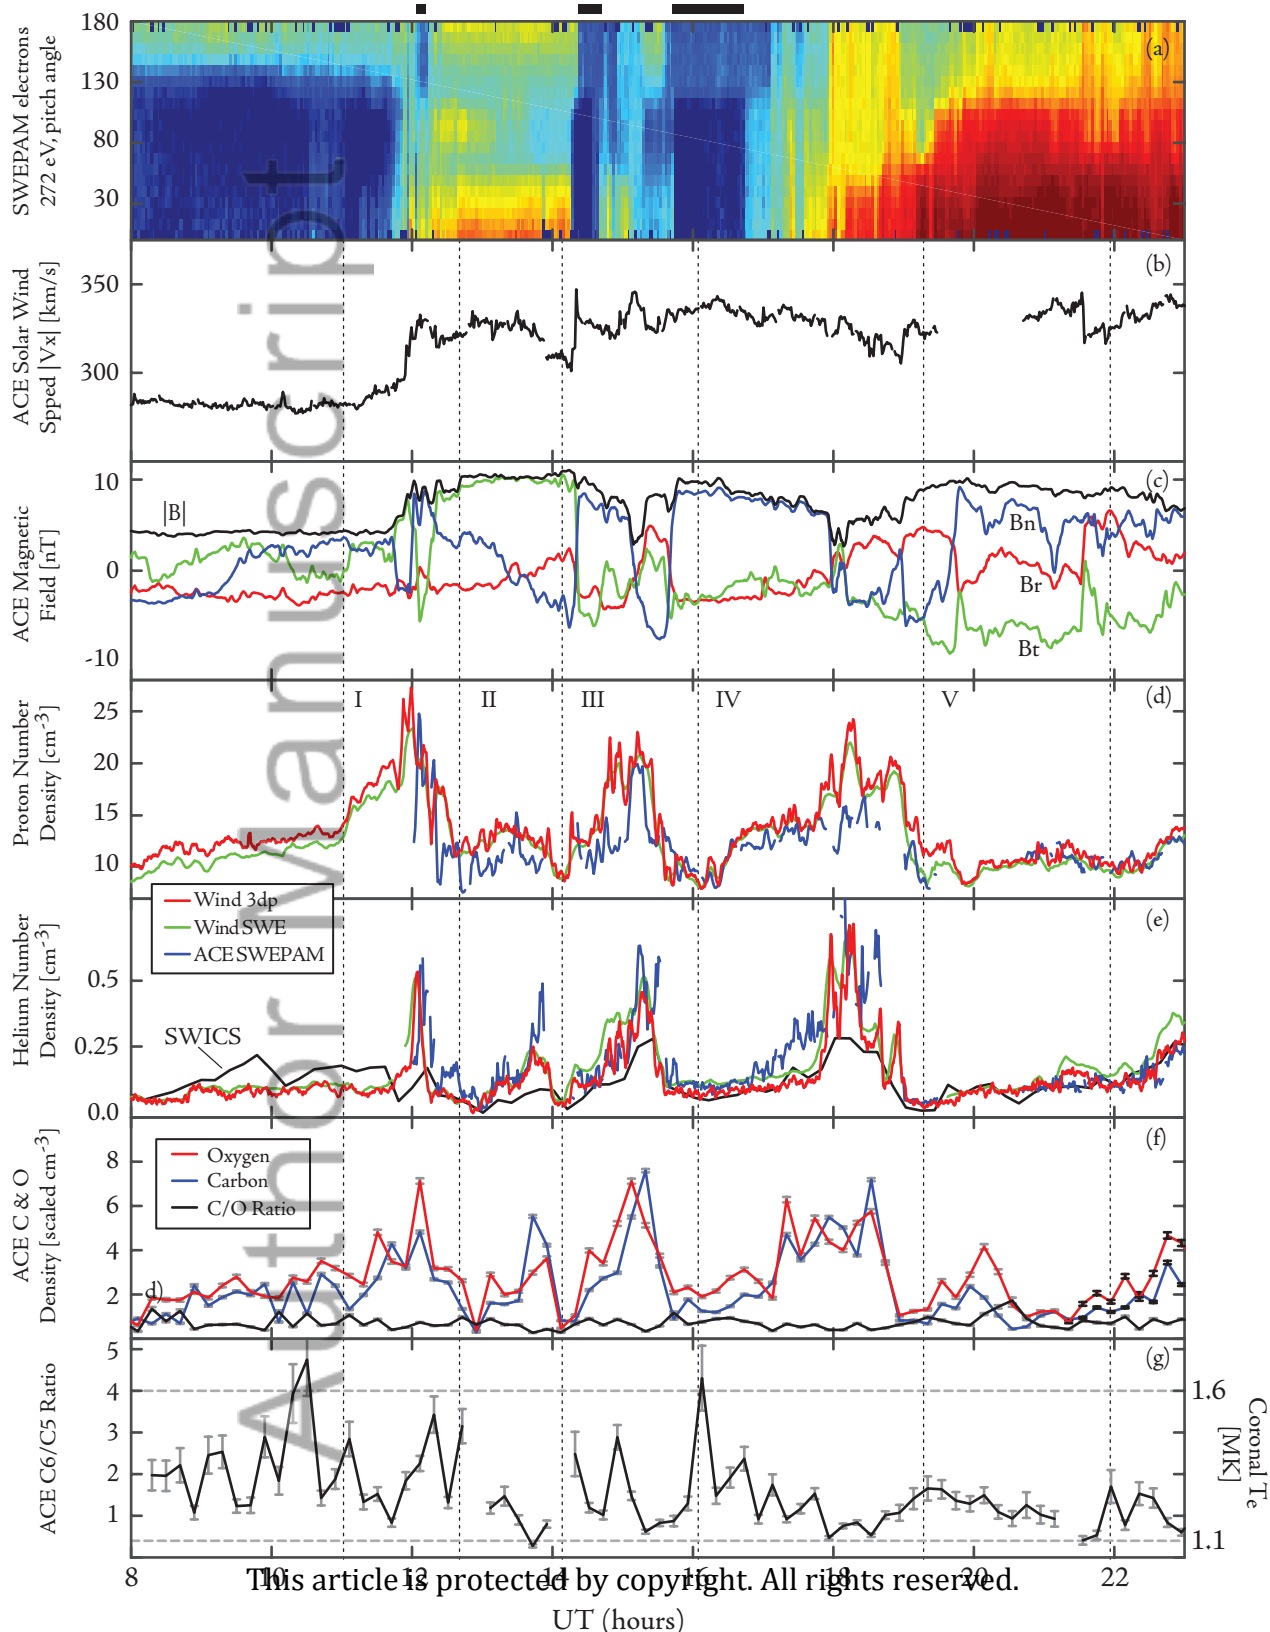 SWEPAM electrons
272 eV, pitch angle
180
130
80
30
(a)
ACE Solar Wind
Spped |Vx| [km/s]
350
300
(b)
ACE Magnetic
Field [nT]
10
0
-10
|B|
(c)
Bn
Br
Bt
Proton Number
Density [cm-3]
25
20
15
10
I
II
III
IV
V
(d)
Wind 3dp
Wind SWE
ACE SWEPAM
Helium Number
Density [cm-3]
0.5
0.25
0.0
SWICS
(e)
ACE C & O
Density [scaled cm-3]
8
6
4
2
Oxygen
Carbon
C/O Ratio
(f)
d)
ACE C6/C5 Ratio
5
4
3
2
1
(g)
1.6
1.1
Coronal Te
[MK]
8
10
12
14
16
18
20
22
UT (hours)
Author Manuscript
This article is protected by copyright. All rights reserved.